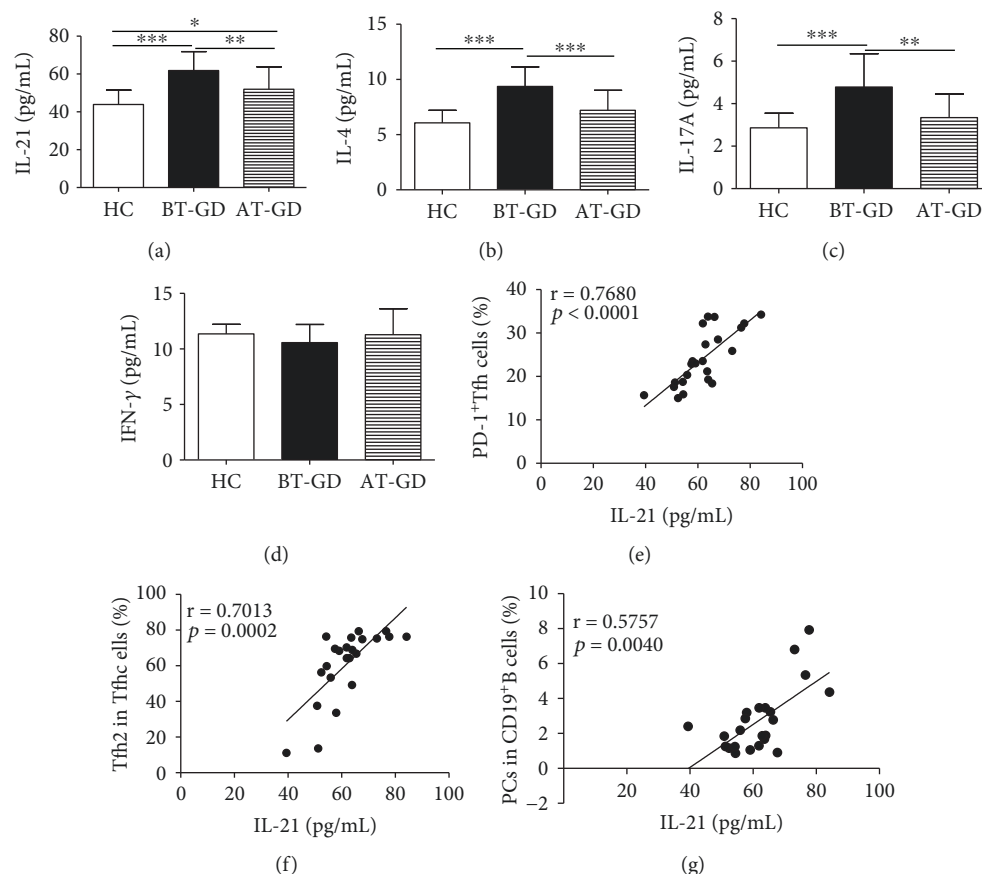 IL-21 (pg/mL)
80
60
40
20
0
*
***
**
HC
BT-GD
AT-GD
(a)
IL-4 (pg/mL)
15
10
5
0
***
***
HC
BT-GD
AT-GD
(b)
IL-17A (pg/mL)
8
6
4
2
0
***
**
HC
BT-GD
AT-GD
(c)
IFN-γ (pg/mL)
15
10
5
0
HC
BT-GD
AT-GD
(d)
PD-1⁺Tfh cells (%)
40
30
20
10
0
r = 0.7680
p < 0.0001
0 20 40 60 80 100
IL-21 (pg/mL)
(e)
Tfh2 in Tfhc ells (%)
100
80
60
40
20
0
r = 0.7013
p = 0.0002
0 20 40 60 80 100
IL-21 (pg/mL)
(f)
PCs in CD19⁺B cells (%)
10
8
6
4
2
0
−2
r = 0.5757
p = 0.0040
20 40 60 80 100
IL-21 (pg/mL)
(g)